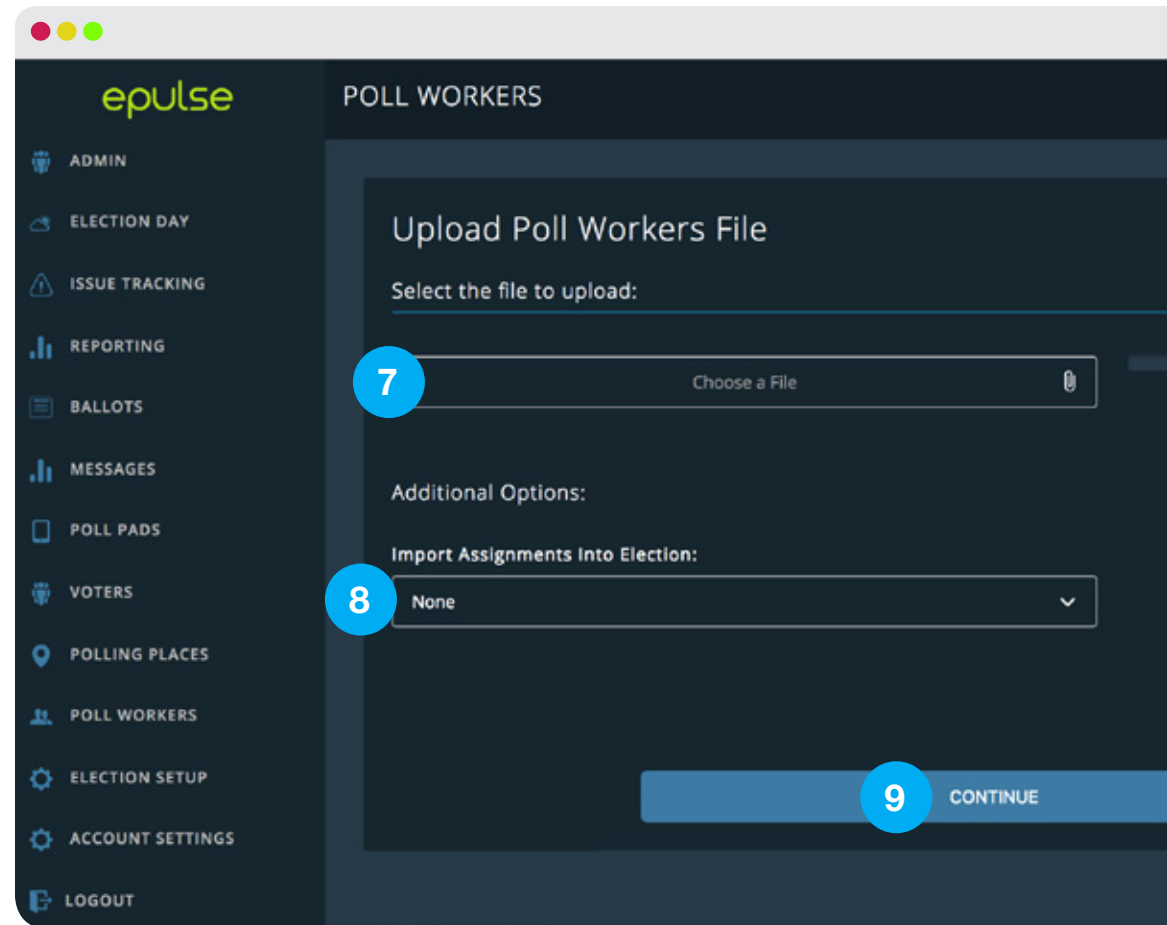 epulse
ADMIN
ELECTION DAY
ISSUE TRACKING
REPORTING
BALLOTS
MESSAGES
POLL PADS
VOTERS
POLLING PLACES
POLL WORKERS
ELECTION SETUP
ACCOUNT SETTINGS
LOGOUT
POLL WORKERS
Upload Poll Workers File
Select the file to upload:
7 Choose a File
Additional Options:
Import Assignments Into Election:
8 None
9 CONTINUE